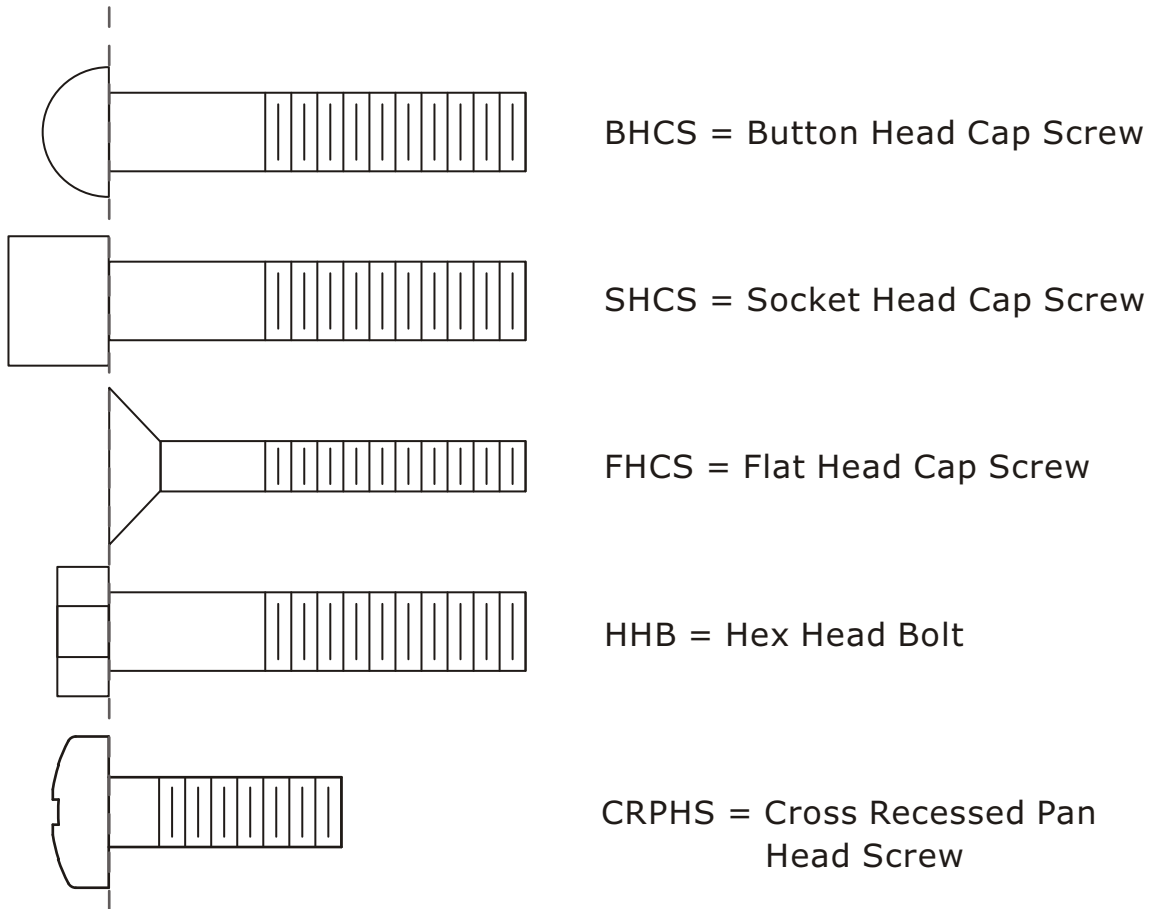 BHCS = Button Head Cap Screw
SHCS = Socket Head Cap Screw
FHCS = Flat Head Cap Screw
HHB = Hex Head Bolt
CRPHS = Cross Recessed Pan
Head Screw